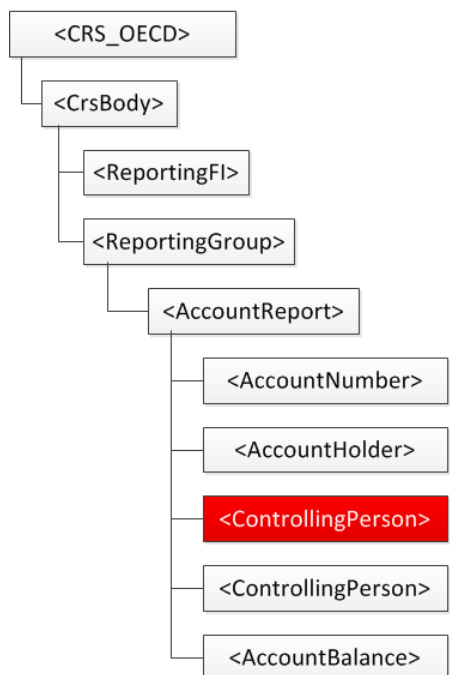 <CRS_OECD>
<CrsBody>
<ReportingFI>
<ReportingGroup>
<AccountReport>
<AccountNumber>
<AccountHolder>
<ControllingPerson>
<ControllingPerson>
<AccountBalance>